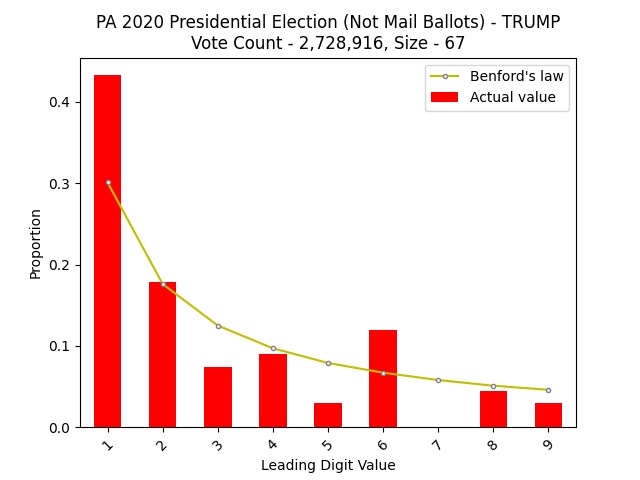 PA 2020 Presidential Election (Not Mail Ballots) - TRUMP
Vote Count - 2,728,916, Size - 67
Benford's law
Actual value
0.4
0.3
0.2
0.1
0.0
Proportion
1 2 3 4 5 6 7 8 9
Leading Digit Value